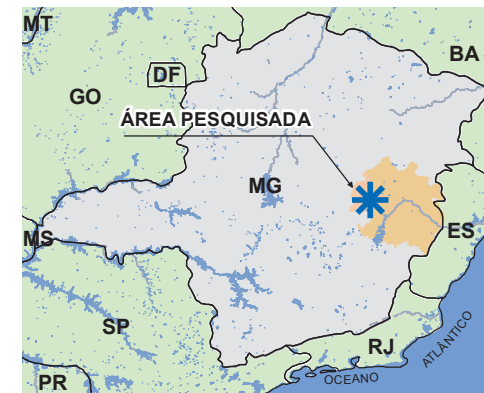 MT
BA
DF
GO
ÁREA PESQUISADA
MG
MS
ES
SP
RJ
ATLÂNTICO
OCEANO
PR